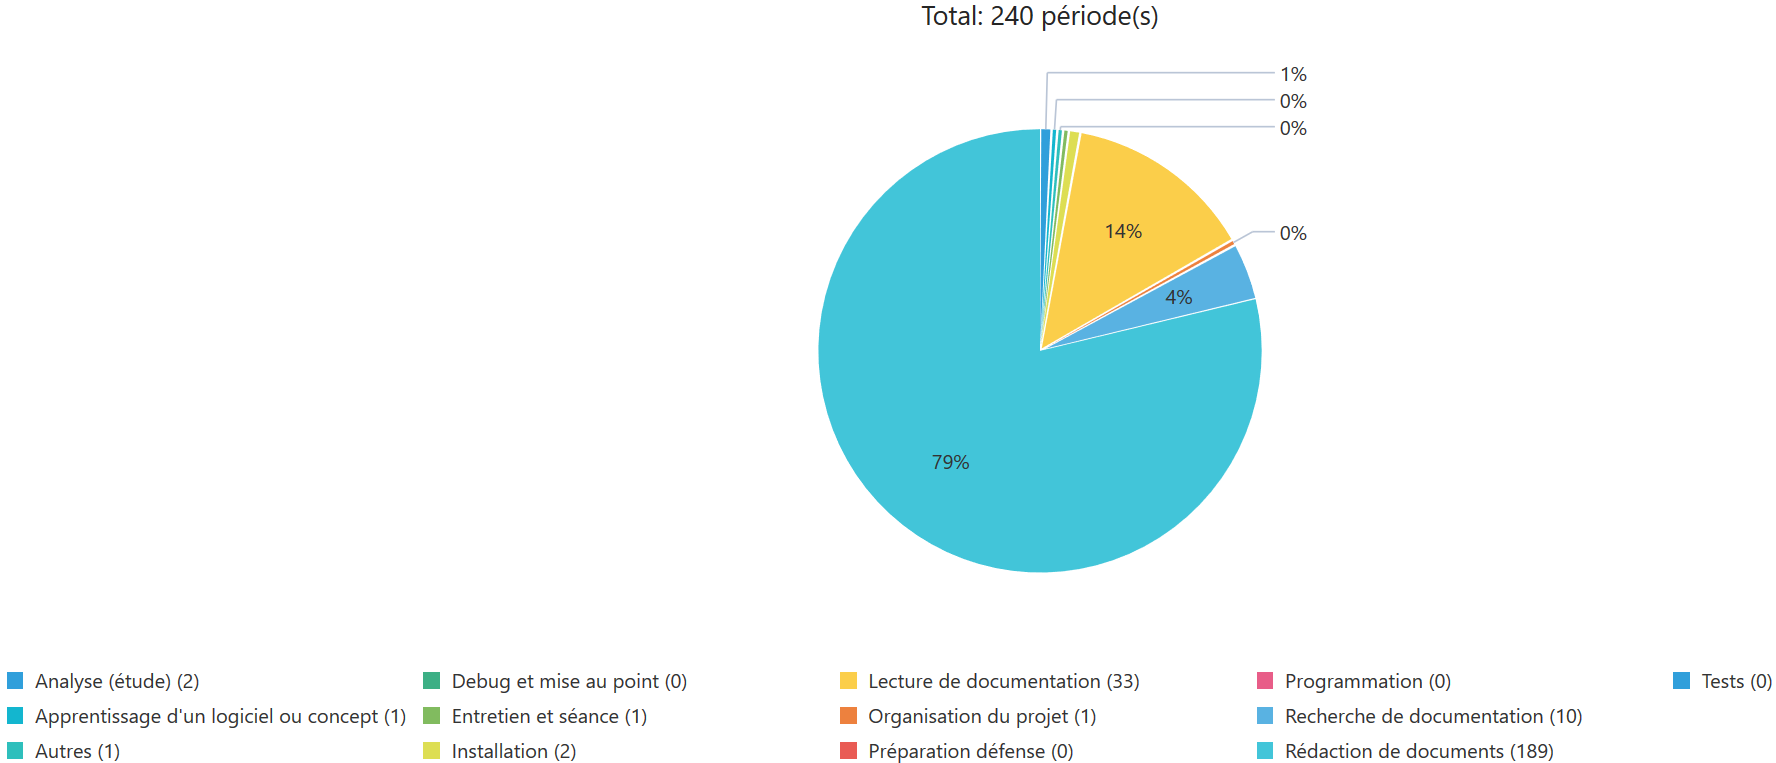 Total: 240 période(s)
1%
0%
0%
14%
0%
4%
79%
Analyse (étude) (2)
Apprentissage d'un logiciel ou concept (1)
Autres (1)
Debug et mise au point (0)
Entretien et séance (1)
Installation (2)
Lecture de documentation (33)
Organisation du projet (1)
Préparation défense (0)
Programmation (0)
Recherche de documentation (10)
Rédaction de documents (189)
Tests (0)